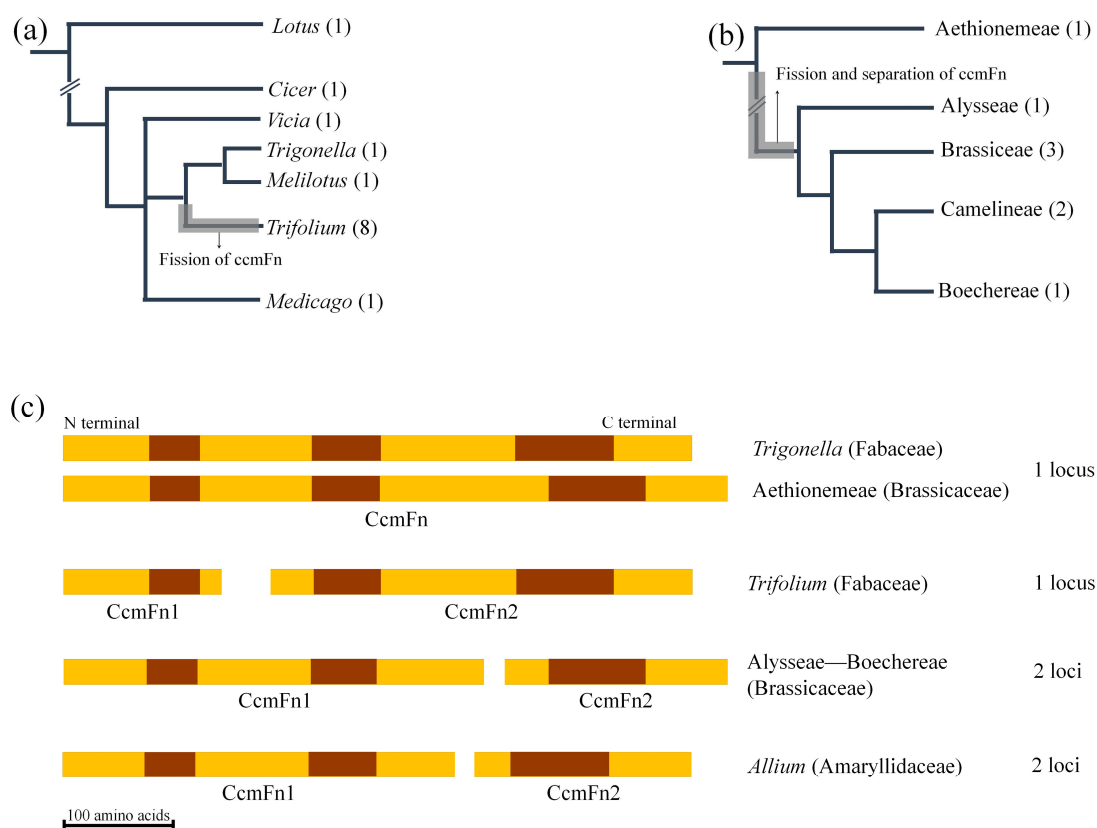 (a)
Lotus (1)
Cicer (1)
Vicia (1)
Trigonella (1)
Melilotus (1)
Trifolium (8)
Fission of ccmFn
Medicago (1)
(b)
Aethionemeae (1)
Fission and separation of ccmFn
Alysseae (1)
Brassiceae (3)
Camelineae (2)
Boechereae (1)
(c)
N terminal
C terminal
Trigonella (Fabaceae)
1 locus
Aethionemeae (Brassicaceae)
CcmFn
Trifolium (Fabaceae)
1 locus
CcmFn1
CcmFn2
Alysseae—Boechereae
(Brassicaceae)
2 loci
CcmFn1
CcmFn2
Allium (Amaryllidaceae)
2 loci
CcmFn1
CcmFn2
100 amino acids